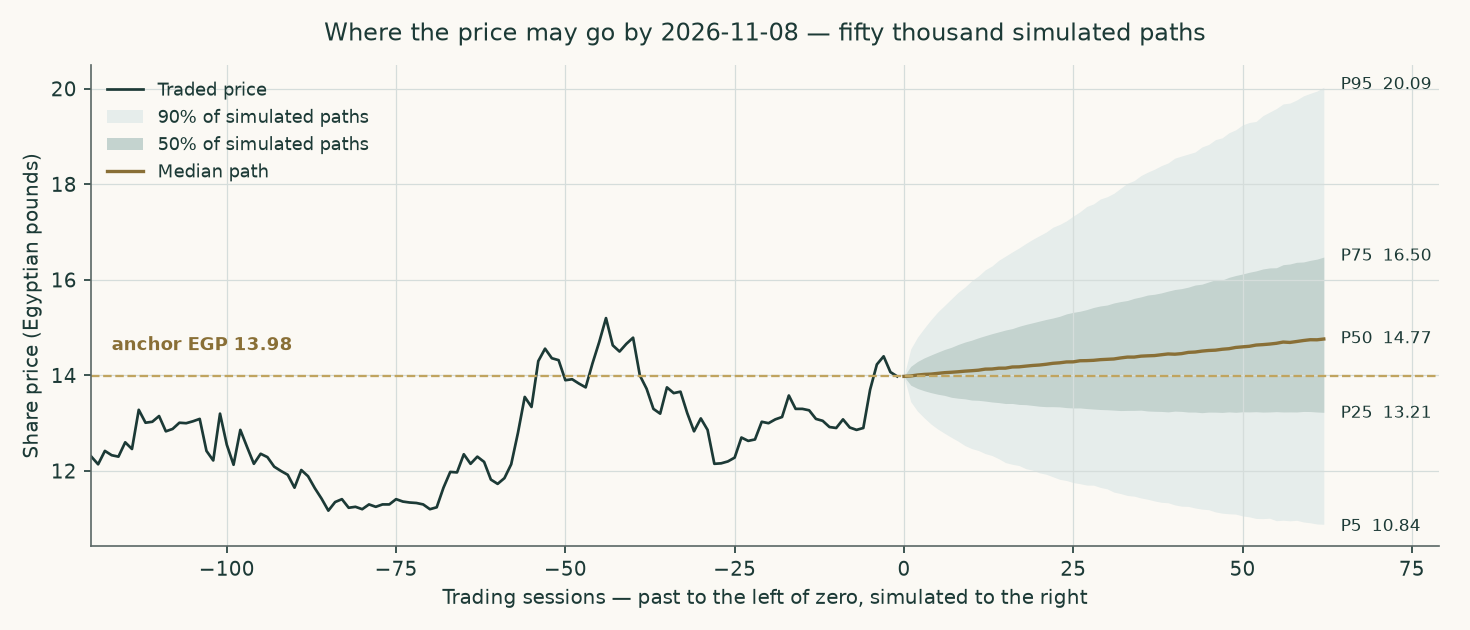 Where the price may go by 2026-11-08 — fifty thousand simulated paths
Share price (Egyptian pounds)
20
18
16
14
12
Traded price
90% of simulated paths
50% of simulated paths
Median path
anchor EGP 13.98
P95 20.09
P75 16.50
P50 14.77
P25 13.21
P5 10.84
−100
−75
−50
−25
0
25
50
75
Trading sessions — past to the left of zero, simulated to the right